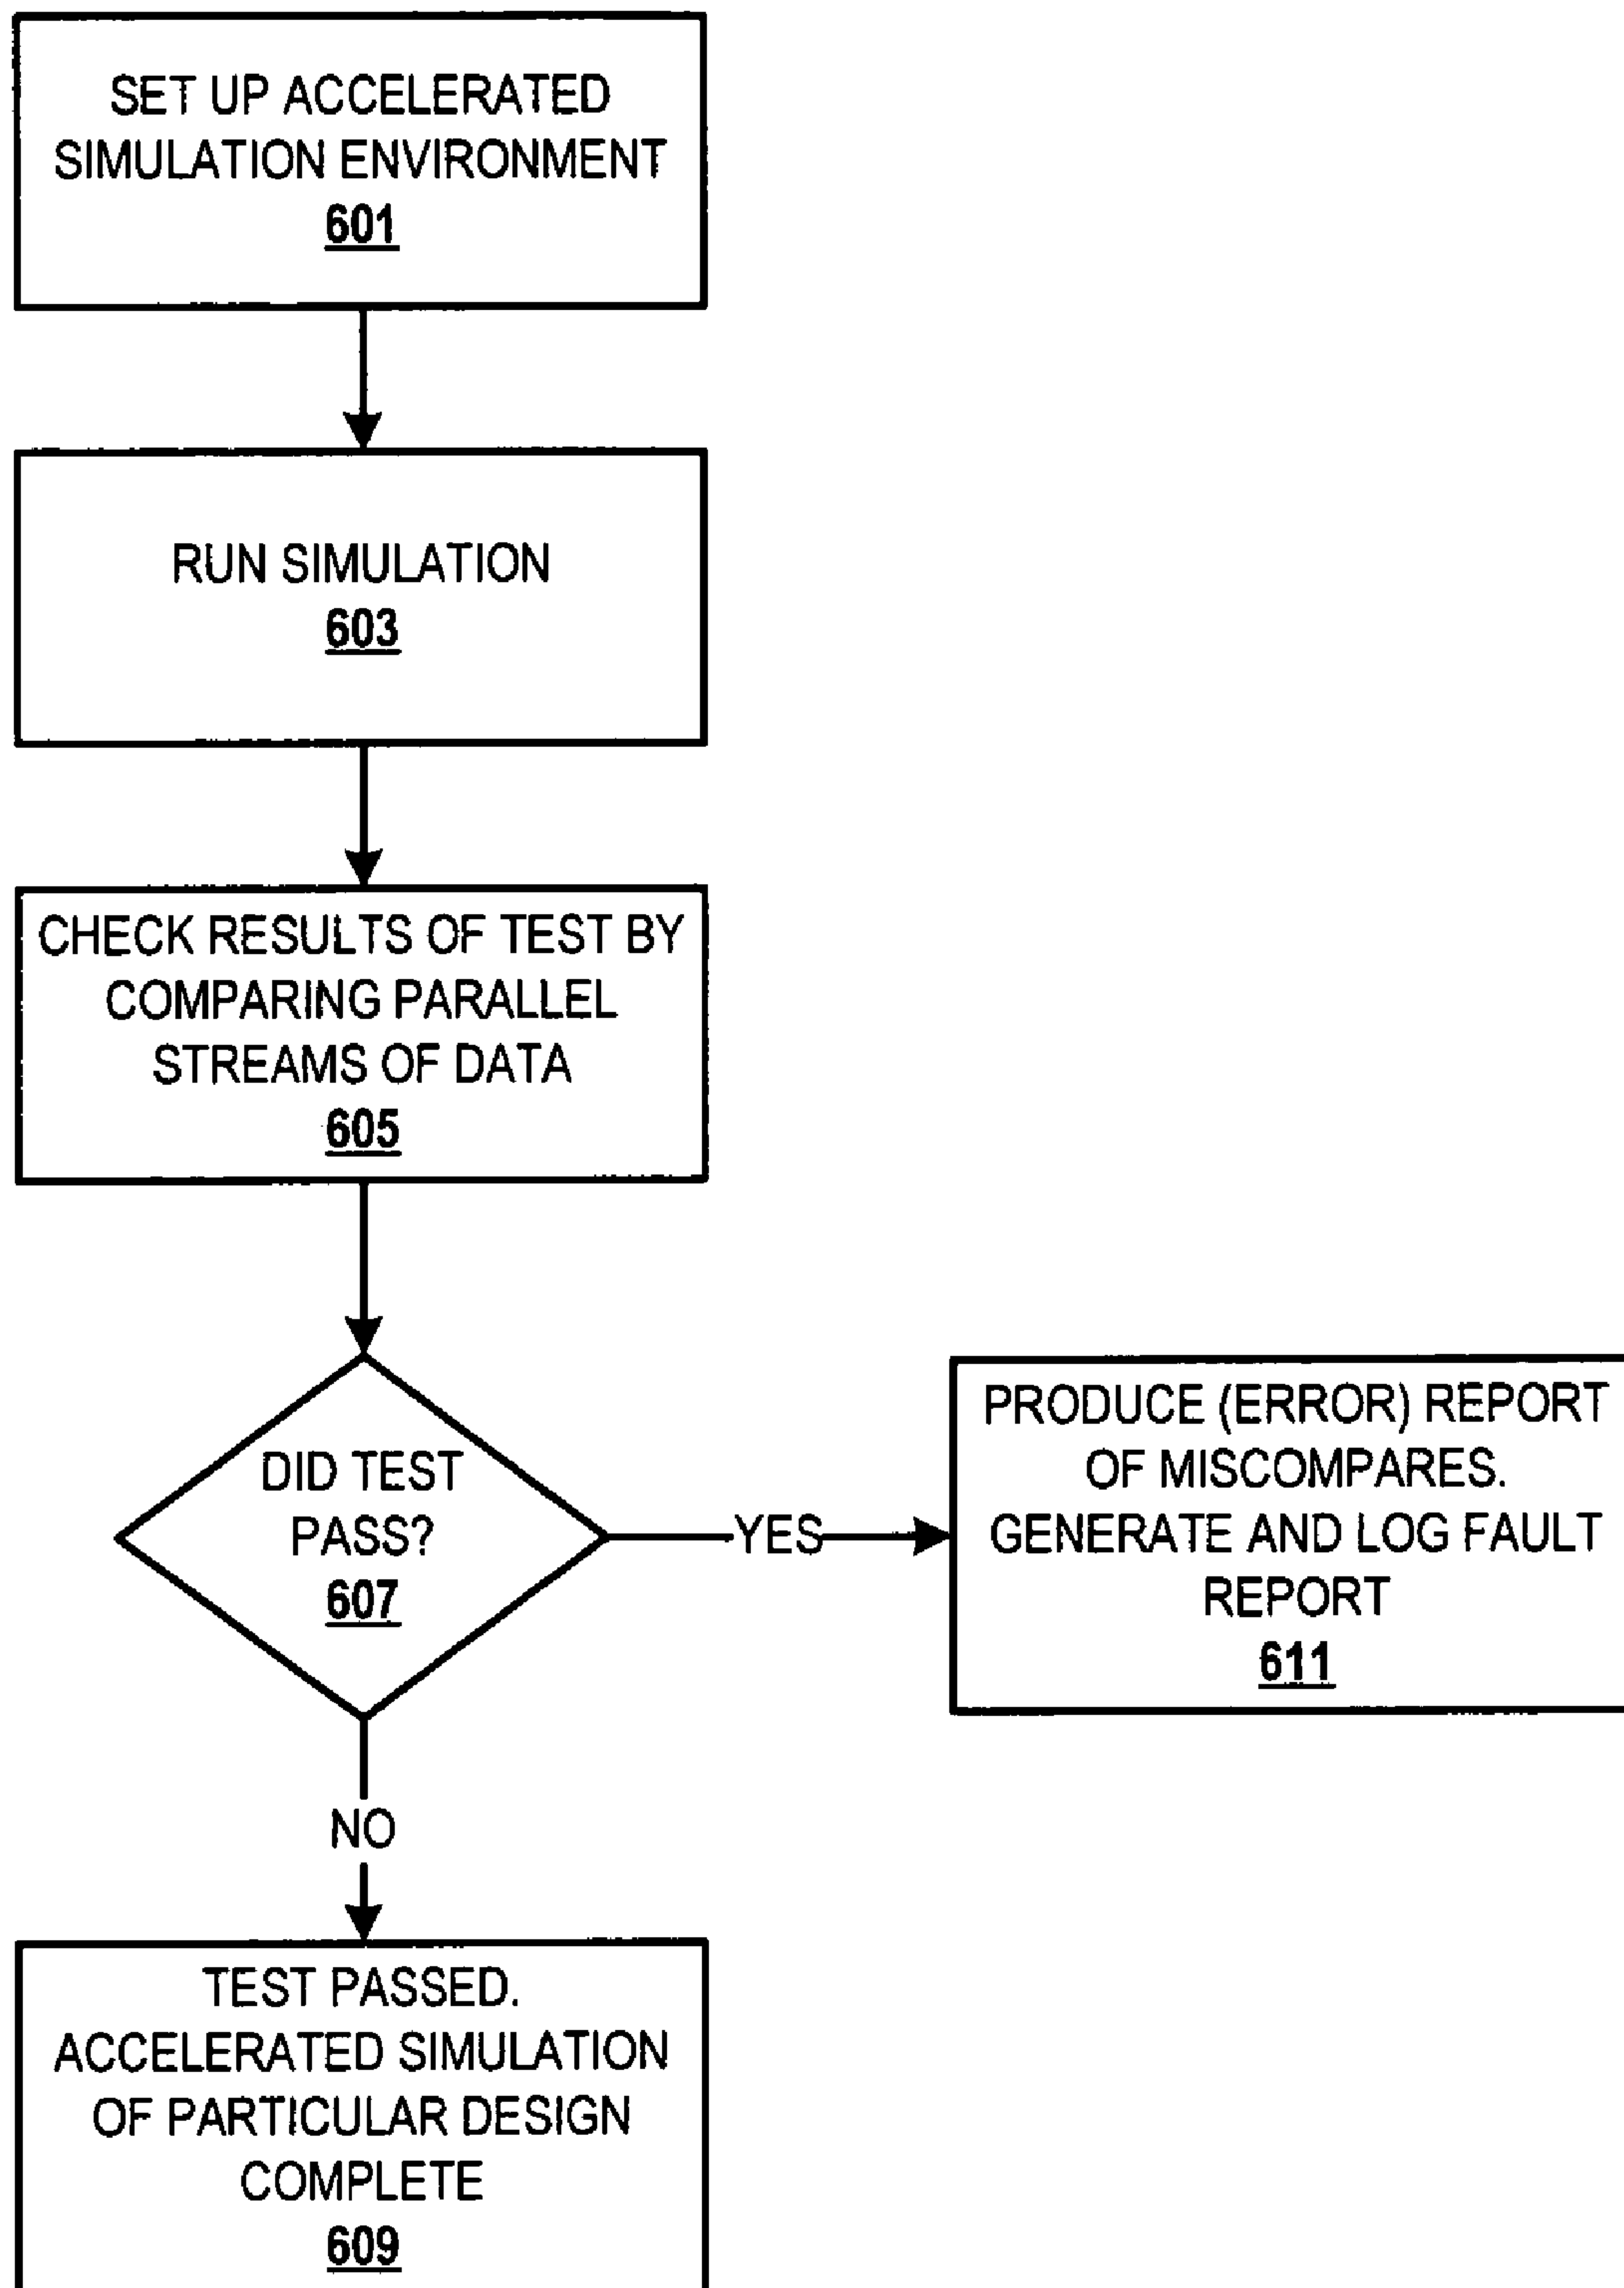 SET UP ACCELERATED
SIMULATION ENVIRONMENT
601
RUN SIMULATION
603
CHECK RESULTS OF TEST BY
COMPARING PARALLEL
STREAMS OF DATA
605
DID TEST
PASS?
607
YES
PRODUCE (ERROR) REPORT
OF MISCOMPARES.
GENERATE AND LOG FAULT
REPORT
611
NO
TEST PASSED.
ACCELERATED SIMULATION
OF PARTICULAR DESIGN
COMPLETE
609